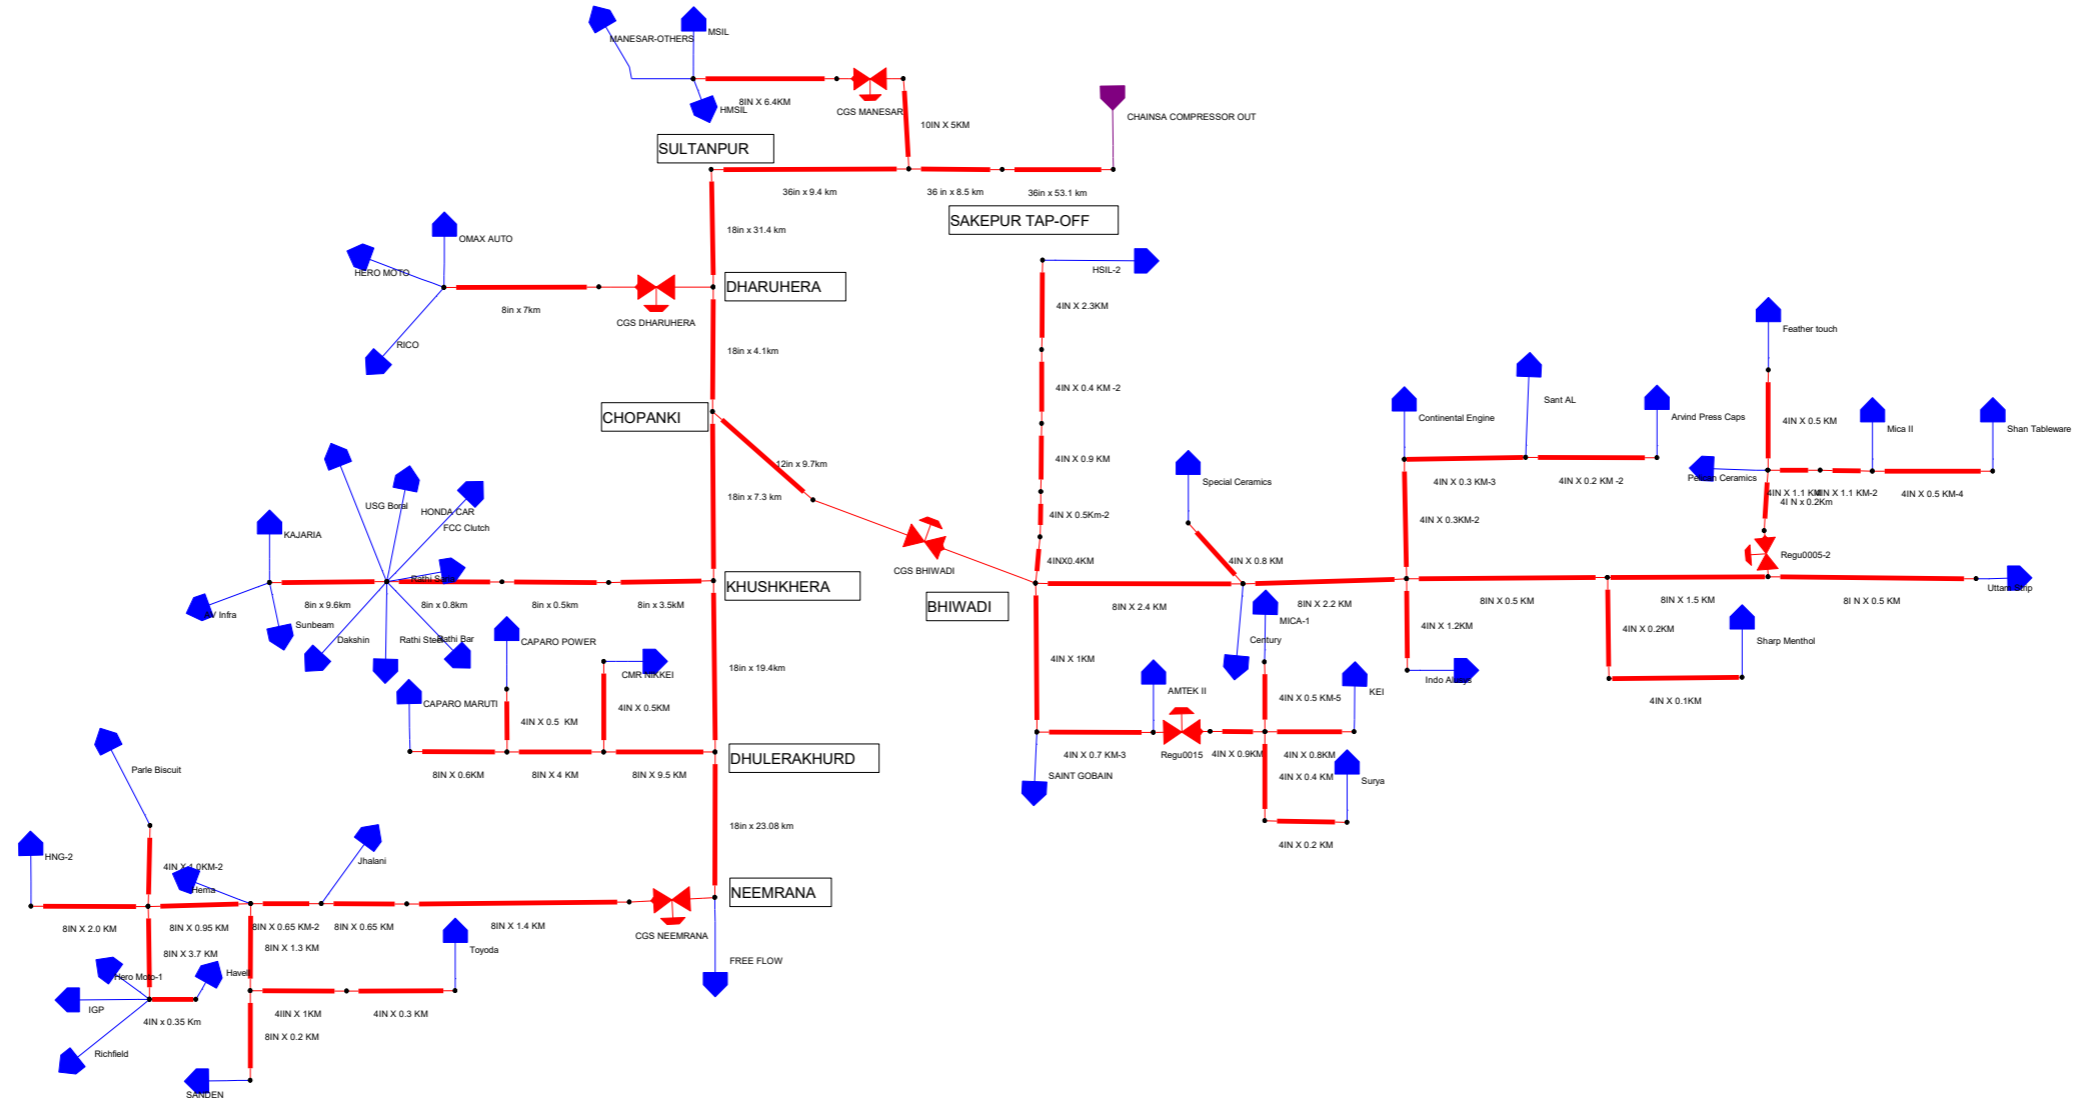 MANESAR-OTHERS
MSIL
8IN X 6.4KM
HMSIL
CGS MANESAR
10IN X 5KM
CHAINSA COMPRESSOR OUT
SULTANPUR
36in x 9.4 km
36 in x 8.5 km
36in x 53.1 km
SAKEPUR TAP-OFF
18in x 31.4 km
OMAX AUTO
HERO MOTO
RICO
8in x 7km
CGS DHARUHERA
DHARUHERA
18in x 4.1km
CHOPANKI
12in x 9.7km
18in x 7.3 km
CGS BHIWADI
HSIL-2
4IN X 2.3KM
4IN X 0.4 KM -2
4IN X 0.9 KM
4IN X 0.5Km-2
4INX0.4KM
BHIWADI
USG Boral
HONDA CAR
FCC Clutch
KAJARIA
8in x 9.6km
8in x 0.8km
8in x 0.5km
8in x 3.5kM
KHUSHKHERA
Sunbeam
Dakshin
Rathi Steel
Rathi Bar
CAPARO POWER
CAPARO MARUTI
CMR NIKKEI
4IN X 0.5  KM
4IN X 0.5KM
18in x 19.4km
8IN X 0.6KM
8IN X 4 KM
8IN X 9.5 KM
DHULERAKHURD
18in x 23.08 km
NEEMRANA
CGS NEEMRANA
FREE FLOW
Parle Biscuit
HNG-2
4IN X 1.0KM-2
Hema
Jhalani
8IN X 2.0 KM
8IN X 0.95 KM
8IN X 0.65 KM-2
8IN X 0.65 KM
8IN X 1.4 KM
8IN X 3.7 KM
8IN X 1.3 KM
Toyoda
Hero Moto-1
IGP
4IN x 0.35 Km
Richfield
4IIN X 1KM
4IN X 0.3 KM
8IN X 0.2 KM
SANDEN
Special Ceramics
4IN X 0.8 KM
8IN X 2.4 KM
8IN X 2.2 KM
Century
MICA-1
4IN X 1KM
AMTEK II
4IN X 0.7 KM-3
Regu0015
SAINT GOBAIN
4IN X 0.5 KM-5
KEI
4IN X 0.9KM
4IN X 0.8KM
4IN X 0.4 KM
Surya
4IN X 0.2 KM
Continental Engine
Sant AL
Arvind Press Caps
4IN X 0.3 KM-3
4IN X 0.2 KM -2
4IN X 0.3KM-2
8IN X 0.5 KM
8IN X 1.5 KM
8I N X 0.5 KM
4IN X 1.2KM
4IN X 0.2KM
Sharp Menthol
4IN X 0.1KM
Feather touch
4IN X 0.5 KM
Mica II
Shan Tableware
4IN X 1.1 KM
4IN X 1.1 KM-2
4IN X 0.5 KM-4
4I N x 0.2Km
Regu0005-2